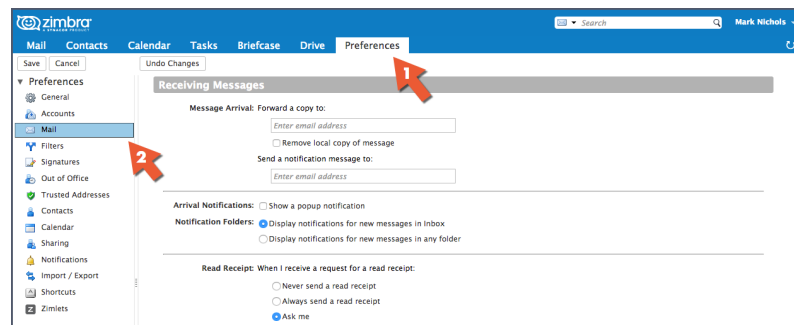 zimbra
A SYNACOR PRODUCT
Search
Mark Nichols
Mail Contacts Calendar Tasks Briefcase Drive Preferences
Save Cancel Undo Changes
1
Preferences
General
Accounts
Mail
Filters
Signatures
Out of Office
Trusted Addresses
Contacts
Calendar
Sharing
Notifications
Import / Export
Shortcuts
Zimlets
2
Receiving Messages
Message Arrival: Forward a copy to:
Enter email address
Remove local copy of message
Send a notification message to:
Enter email address
Arrival Notifications: Show a popup notification
Notification Folders: Display notifications for new messages in Inbox
Display notifications for new messages in any folder
Read Receipt: When I receive a request for a read receipt:
Never send a read receipt
Always send a read receipt
Ask me